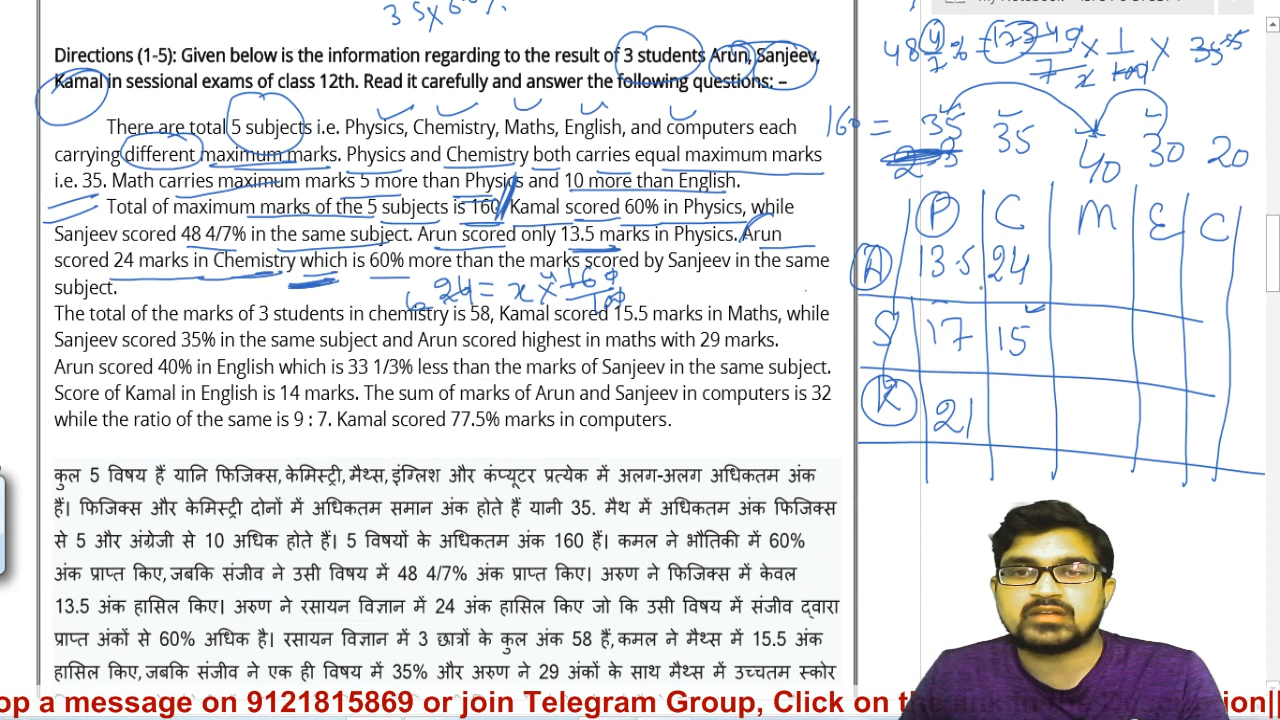 35x60%
Directions (1-5): Given below is the information regarding to the result of 3 students Arun, Sanjeev,
Kamal in sessional exams of class 12th. Read it carefully and answer the following questions: –
There are total 5 subjects i.e. Physics, Chemistry, Maths, English, and computers each
carrying different maximum marks. Physics and Chemistry both carries equal maximum marks
i.e. 35. Math carries maximum marks 5 more than Physics and 10 more than English.
Total of maximum marks of the 5 subjects is 160. Kamal scored 60% in Physics, while
Sanjeev scored 48 4/7% in the same subject. Arun scored only 13.5 marks in Physics. Arun
scored 24 marks in Chemistry which is 60% more than the marks scored by Sanjeev in the same
subject.
24 = x x 160/100
The total of the marks of 3 students in chemistry is 58, Kamal scored 15.5 marks in Maths, while
Sanjeev scored 35% in the same subject and Arun scored highest in maths with 29 marks.
Arun scored 40% in English which is 33 1/3% less than the marks of Sanjeev in the same subject.
Score of Kamal in English is 14 marks. The sum of marks of Arun and Sanjeev in computers is 32
while the ratio of the same is 9 : 7. Kamal scored 77.5% marks in computers.
कुल 5 विषय हैं यानि फिजिक्स, केमिस्ट्री, मैथ्स, इंग्लिश और कंप्यूटर प्रत्येक में अलग-अलग अधिकतम अंक
हैं। फिजिक्स और केमिस्ट्री दोनों में अधिकतम समान अंक होते हैं यानी 35. मैथ में अधिकतम अंक फिजिक्स
से 5 और अंग्रेजी से 10 अधिक होते हैं। 5 विषयों के अधिकतम अंक 160 हैं। कमल ने भौतिकी में 60%
अंक प्राप्त किए, जबकि संजीव ने उसी विषय में 48 4/7% अंक प्राप्त किए। अरुण ने फिजिक्स में केवल
13.5 अंक हासिल किए। अरुण ने रसायन विज्ञान में 24 अंक हासिल किए जो कि उसी विषय में संजीव द्वारा
प्राप्त अंकों से 60% अधिक है। रसायन विज्ञान में 3 छात्रों के कुल अंक 58 हैं, कमल ने मैथ्स में 15.5 अंक
हासिल किए, जबकि संजीव ने एक ही विषय में 35% और अरुण ने 29 अंकों के साथ मैथ्स में उच्चतम स्कोर
48 4/7% =
160 = 35 35 40 30 20
P C M E C
A 13.5 24
S 17 15
K 21
op a message on 9121815869 or join Telegram Group, Click on th
ion||